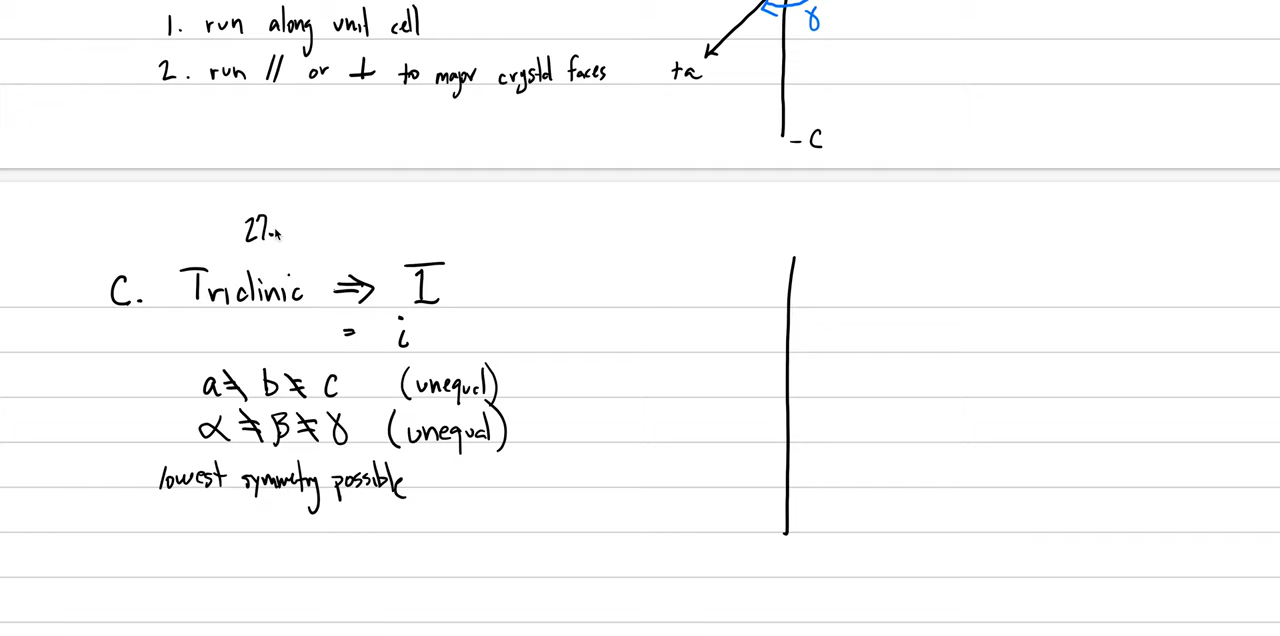 1. run along unit cell
2. run // or ⊥ to major crystal faces
γ
+a
- c
27.
C. Triclinic ⇒ 1̅
= i
a ≠ b ≠ c (unequal)
α ≠ β ≠ γ (unequal)
lowest symmetry possible